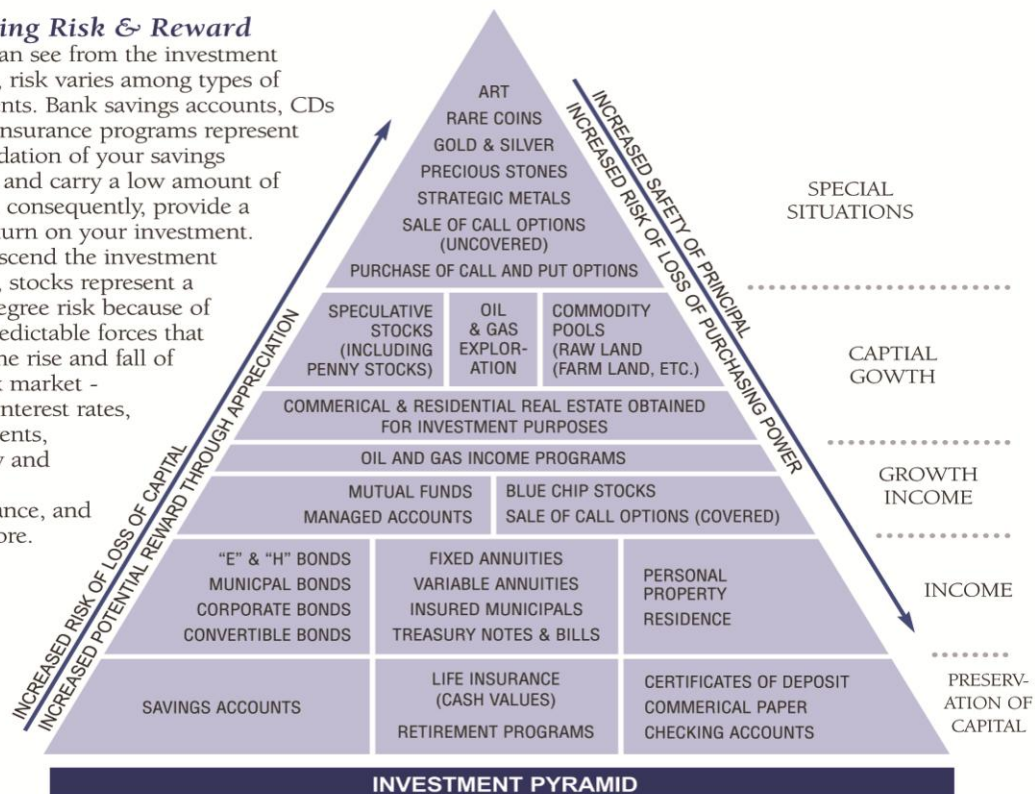 ing Risk & Reward
an see from the investment
, risk varies among types of
ents. Bank savings accounts, CDs
insurance programs represent
dation of your savings
and carry a low amount of
consequently, provide a
turn on your investment.
scend the investment
, stocks represent a
egree risk because of
redictable forces that
he rise and fall of
k market -
nterest rates,
ents,
y and
ance, and
ore.
INCREASED RISK OF LOSS OF CAPITAL
INCREASED POTENTIAL REWARD THROUGH APPRECIATION
ART
RARE COINS
GOLD & SILVER
PRECIOUS STONES
STRATEGIC METALS
SALE OF CALL OPTIONS
(UNCOVERED)
PURCHASE OF CALL AND PUT OPTIONS
SPECULATIVE
STOCKS
(INCLUDING
PENNY STOCKS)
OIL
& GAS
EXPLOR-
ATION
COMMODITY
POOLS
(RAW LAND
(FARM LAND, ETC.)
COMMERICAL & RESIDENTIAL REAL ESTATE OBTAINED
FOR INVESTMENT PURPOSES
OIL AND GAS INCOME PROGRAMS
MUTUAL FUNDS
MANAGED ACCOUNTS
BLUE CHIP STOCKS
SALE OF CALL OPTIONS (COVERED)
“E” & “H” BONDS
MUNICPAL BONDS
CORPORATE BONDS
CONVERTIBLE BONDS
FIXED ANNUITIES
VARIABLE ANNUITIES
INSURED MUNICIPALS
TREASURY NOTES & BILLS
PERSONAL
PROPERTY
RESIDENCE
SAVINGS ACCOUNTS
LIFE INSURANCE
(CASH VALUES)
RETIREMENT PROGRAMS
CERTIFICATES OF DEPOSIT
COMMERICAL PAPER
CHECKING ACCOUNTS
INCREASED SAFETY OF PRINCIPAL
INCREASED RISK OF LOSS OF PURCHASING POWER
SPECIAL
SITUATIONS
CAPTIAL
GOWTH
GROWTH
INCOME
INCOME
PRESERV-
ATION OF
CAPITAL
INVESTMENT PYRAMID